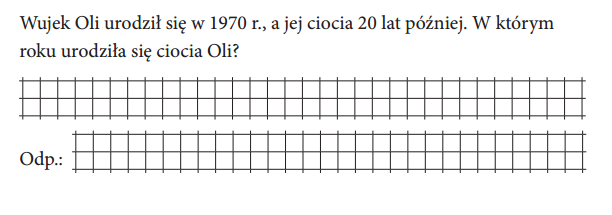 Wujek Oli urodził się w 1970 r., a jej ciocia 20 lat później. W którym
roku urodziła się ciocia Oli?
Odp.: